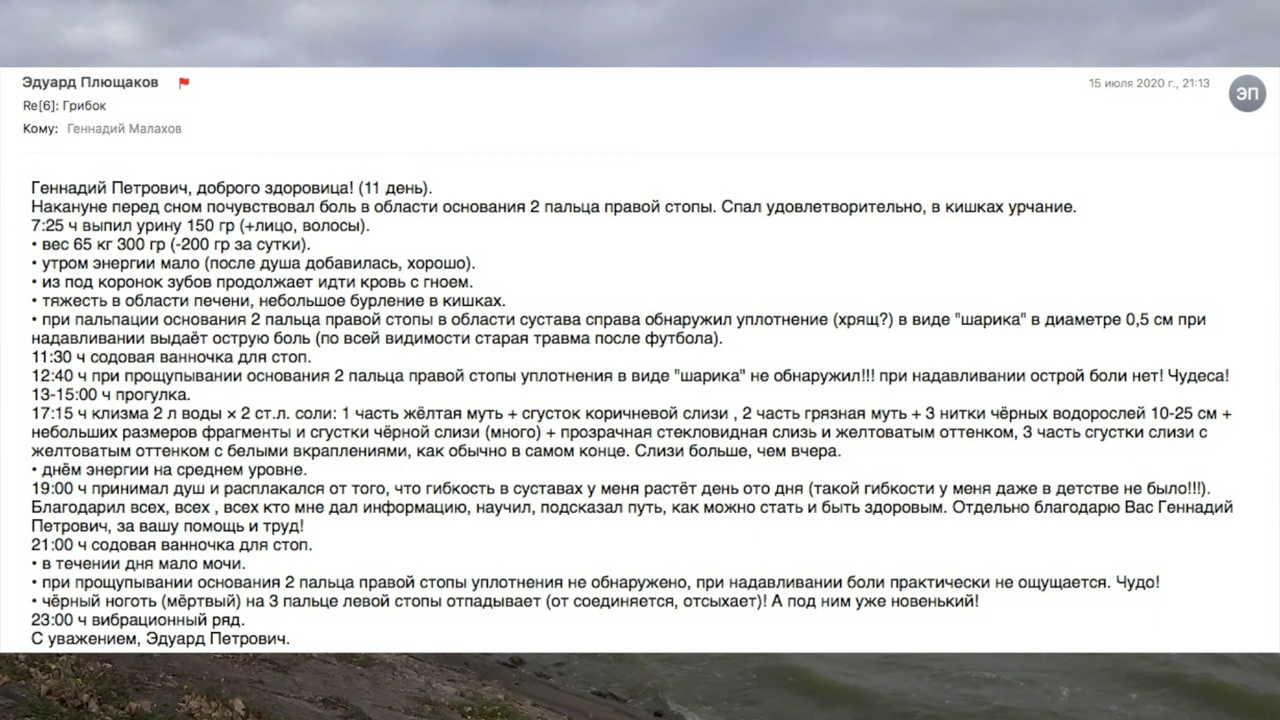 Эдуард Плющаков
15 июля 2020 г., 21:13
ЭП
Re[6]: Грибок
Кому: Геннадий Малахов
Геннадий Петрович, доброго здоровица! (11 день).
Накануне перед сном почувствовал боль в области основания 2 пальца правой стопы. Спал удовлетворительно, в кишках урчание.
7:25 ч выпил урину 150 гр (+лицо, волосы).
• вес 65 кг 300 гр (-200 гр за сутки).
• утром энергии мало (после душа добавилась, хорошо).
• из под коронок зубов продолжает идти кровь с гноем.
• тяжесть в области печени, небольшое бурление в кишках.
• при пальпации основания 2 пальца правой стопы в области сустава справа обнаружил уплотнение (хрящ?) в виде "шарика" в диаметре 0,5 см при
надавливании выдаёт острую боль (по всей видимости старая травма после футбола).
11:30 ч содовая ванночка для стоп.
12:40 ч при прощупывании основания 2 пальца правой стопы уплотнения в виде "шарика" не обнаружил!!! при надавливании острой боли нет! Чудеса!
13-15:00 ч прогулка.
17:15 ч клизма 2 л воды × 2 ст.л. соли: 1 часть жёлтая муть + сгусток коричневой слизи , 2 часть грязная муть + 3 нитки чёрных водорослей 10-25 см +
небольших размеров фрагменты и сгустки чёрной слизи (много) + прозрачная стекловидная слизь и желтоватым оттенком, 3 часть сгустки слизи с
желтоватым оттенком с белыми вкраплениями, как обычно в самом конце. Слизи больше, чем вчера.
• днём энергии на среднем уровне.
19:00 ч принимал душ и расплакался от того, что гибкость в суставах у меня растёт день ото дня (такой гибкости у меня даже в детстве не было!!!).
Благодарил всех, всех , всех кто мне дал информацию, научил, подсказал путь, как можно стать и быть здоровым. Отдельно благодарю Вас Геннадий
Петрович, за вашу помощь и труд!
21:00 ч содовая ванночка для стоп.
• в течении дня мало мочи.
• при прощупывании основания 2 пальца правой стопы уплотнения не обнаружено, при надавливании боли практически не ощущается. Чудо!
• чёрный ноготь (мёртвый) на 3 пальце левой стопы отпадывает (от соединяется, отсыхает)! А под ним уже новенький!
23:00 ч вибрационный ряд.
С уважением, Эдуард Петрович.